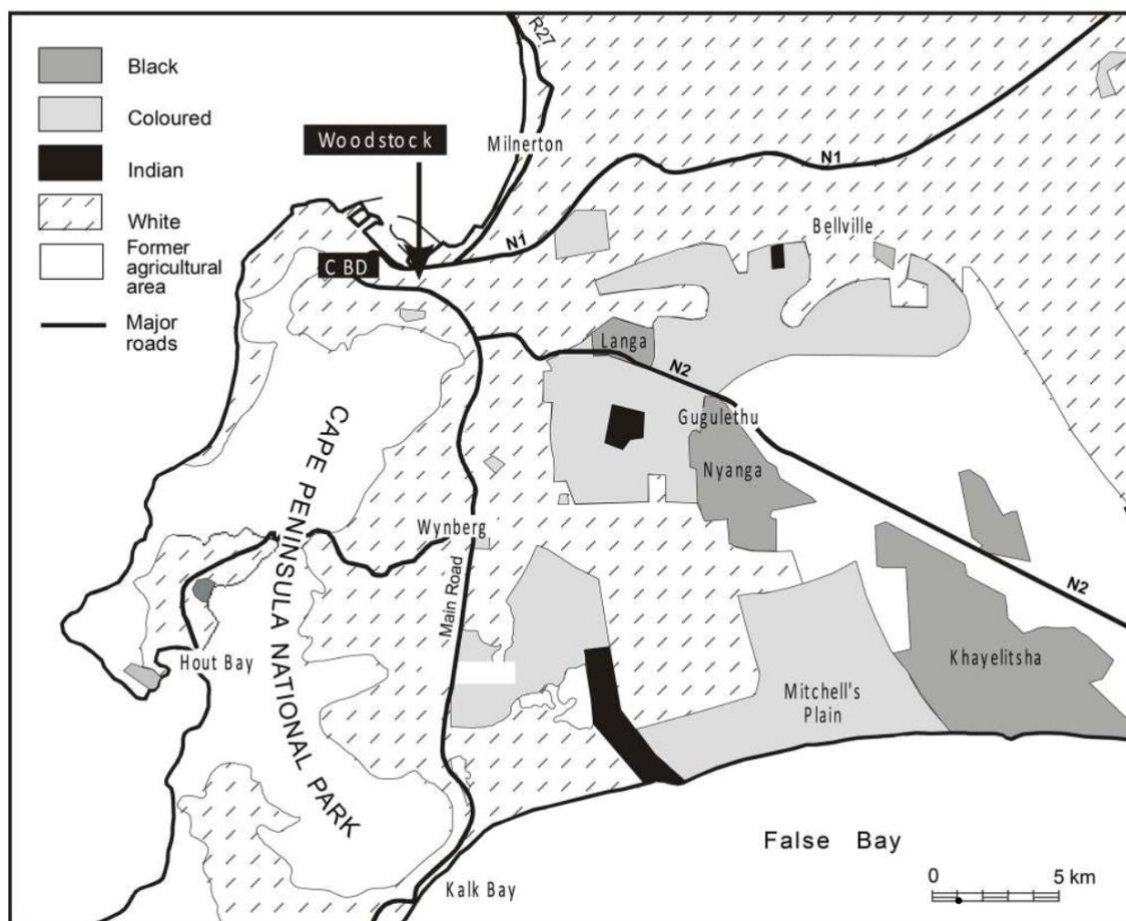 Black
Coloured
Indian
White
Former
agricultural
area
Major
roads
R27
Woodstock
Milnerton
N1
Bellville
N1
CBD
Langa
N2
Gugulethu
Nyanga
CAPE PENINSULA NATIONAL PARK
Wynberg
Main Road
N2
Hout Bay
Khayelitsha
Mitchell's
Plain
False Bay
Kalk Bay
0 5 km